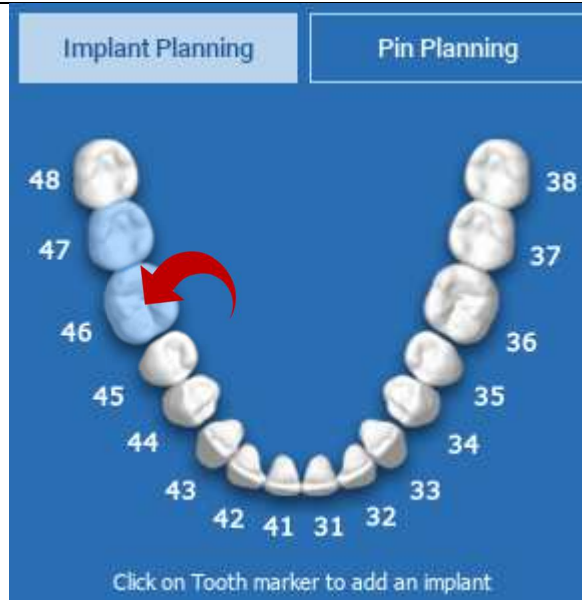 Implant Planning Pin Planning
48 38
47 37
46 36
45 35
44 34
43 33
42 41 31 32
Click on Tooth marker to add an implant